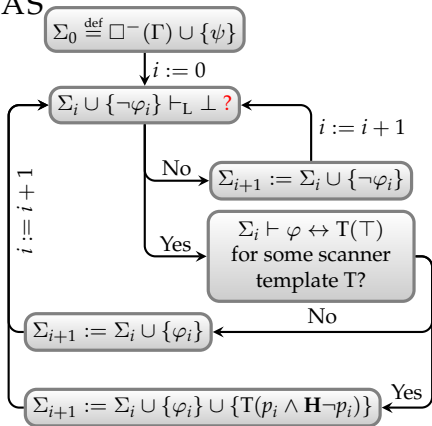 AS
Σ₀ ≝ □⁻(Γ) ∪ {ψ}
i := 0
Σᵢ ∪ {¬φᵢ} ⊢_L ⊥ ?
i := i + 1
No
Σᵢ₊₁ := Σᵢ ∪ {¬φᵢ}
i := i + 1
Yes
Σᵢ ⊢ φ ↔ T(⊤)
for some scanner
template T?
No
Σᵢ₊₁ := Σᵢ ∪ {φᵢ}
Yes
Σᵢ₊₁ := Σᵢ ∪ {φᵢ} ∪ {T(pᵢ ∧ H¬pᵢ)}